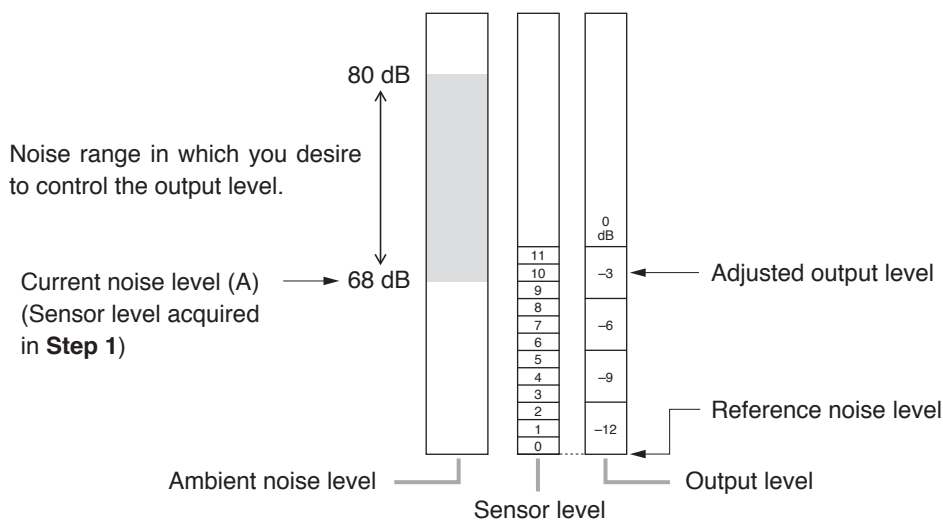 80 dB
Noise range in which you desire
to control the output level.
0
dB
11
10
9
8
7
6
5
4
3
2
1
0
–3
–6
–9
–12
Adjusted output level
Current noise level (A)
(Sensor level acquired
in Step 1)
68 dB
Reference noise level
Ambient noise level
Sensor level
Output level